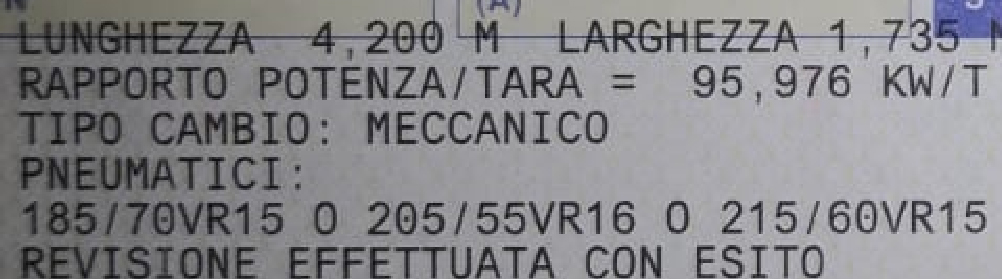 (A)
LUNGHEZZA 4,200 M LARGHEZZA 1,735
RAPPORTO POTENZA/TARA = 95,976 KW/T
TIPO CAMBIO: MECCANICO
PNEUMATICI:
185/70VR15 O 205/55VR16 O 215/60VR15
REVISIONE EFFETTUATA CON ESITO